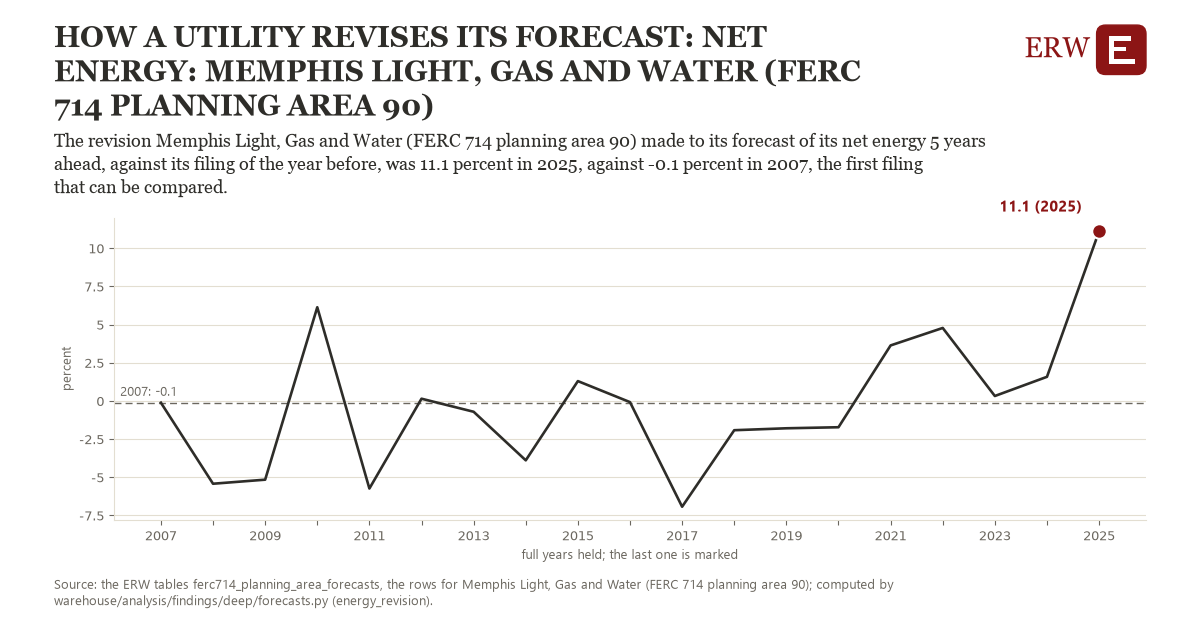 HOW A UTILITY REVISES ITS FORECAST: NET
ENERGY: MEMPHIS LIGHT, GAS AND WATER (FERC
714 PLANNING AREA 90)
ERW E
The revision Memphis Light, Gas and Water (FERC 714 planning area 90) made to its forecast of its net energy 5 years
ahead, against its filing of the year before, was 11.1 percent in 2025, against -0.1 percent in 2007, the first filing
that can be compared.
11.1 (2025)
10
7.5
5
2.5
0
-2.5
-5
-7.5
percent
2007: -0.1
2007 2009 2011 2013 2015 2017 2019 2021 2023 2025
full years held; the last one is marked
Source: the ERW tables ferc714_planning_area_forecasts, the rows for Memphis Light, Gas and Water (FERC 714 planning area 90); computed by
warehouse/analysis/findings/deep/forecasts.py (energy_revision).